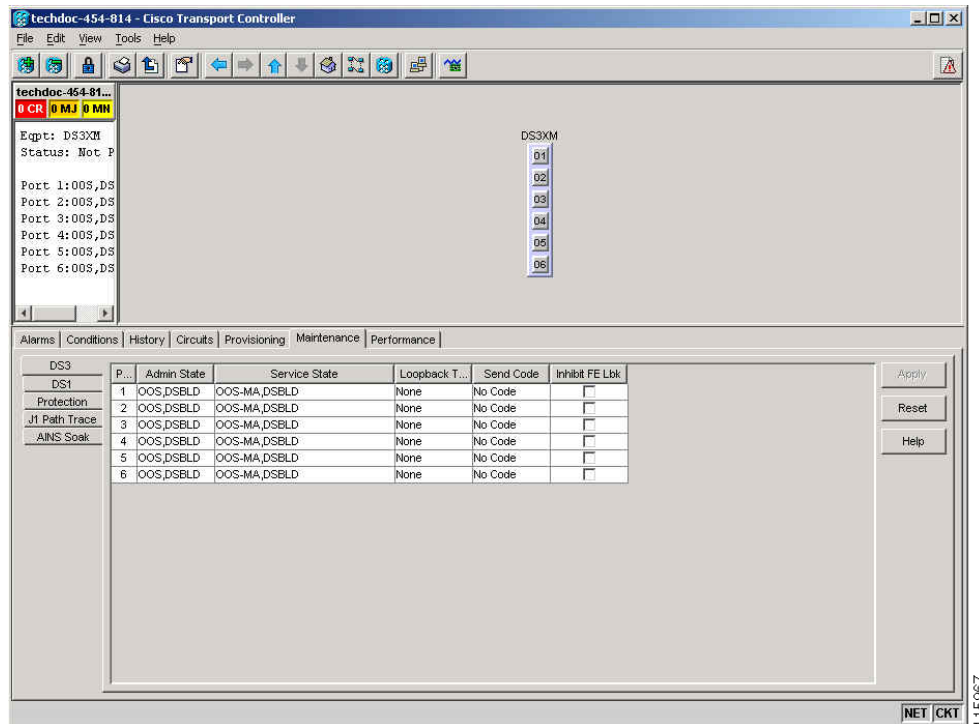 techdoc-454-814 - Cisco Transport Controller
File Edit View Tools Help
techdoc-454-81...
0 CR 0 MJ 0 MN
Eqpt: DS3XM
Status: Not P
Port 1:OOS,DS
Port 2:OOS,DS
Port 3:OOS,DS
Port 4:OOS,DS
Port 5:OOS,DS
Port 6:OOS,DS
DS3XM
01
02
03
04
05
06
Alarms Conditions History Circuits Provisioning Maintenance Performance
DS3
DS1
Protection
J1 Path Trace
AINS Soak
P... Admin State Service State Loopback T... Send Code Inhibit FE Lbk
1 OOS,DSBLD OOS-MA,DSBLD None No Code
2 OOS,DSBLD OOS-MA,DSBLD None No Code
3 OOS,DSBLD OOS-MA,DSBLD None No Code
4 OOS,DSBLD OOS-MA,DSBLD None No Code
5 OOS,DSBLD OOS-MA,DSBLD None No Code
6 OOS,DSBLD OOS-MA,DSBLD None No Code
Apply
Reset
Help
NET CKT